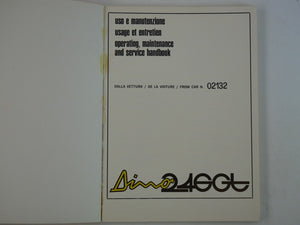 uso e manutenzione
usage et entretien
operating, maintenance
and service handbook
DALLA VETTURA / DE LA VOITURE / FROM CAR N. 02132
Dino 246GT